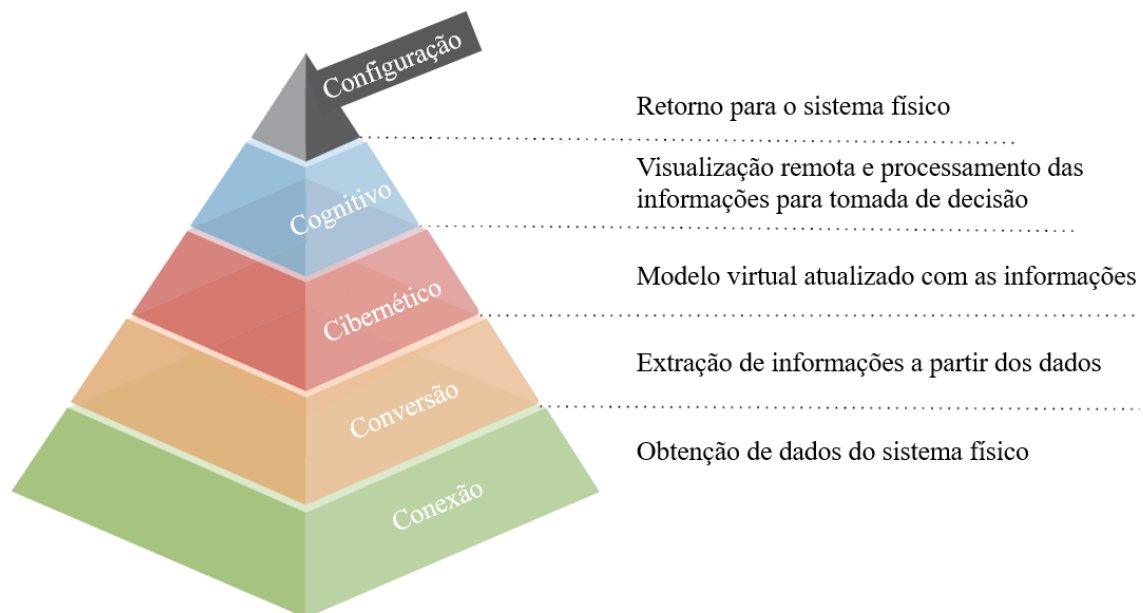 Configuração
Retorno para o sistema físico
Cognitivo
Visualização remota e processamento das
informações para tomada de decisão
Cibernético
Modelo virtual atualizado com as informações
Conversão
Extração de informações a partir dos dados
Conexão
Obtenção de dados do sistema físico